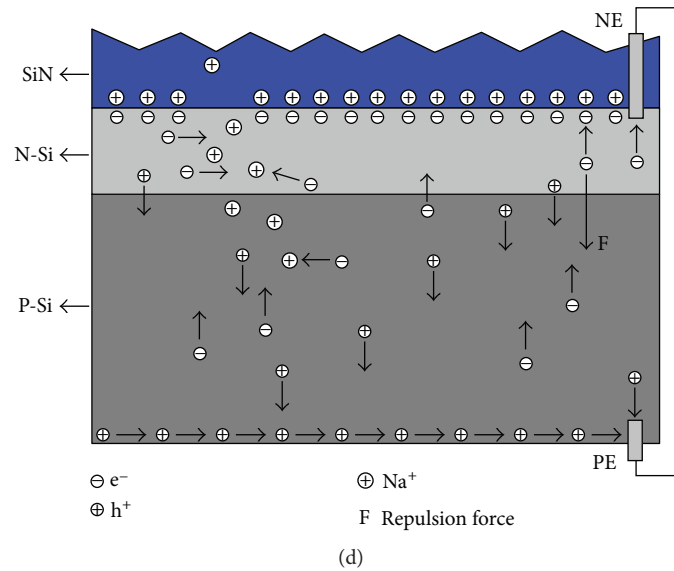 NE
SiN
N-Si
F
P-Si
PE
e⁻
Na⁺
h⁺
F Repulsion force
(d)